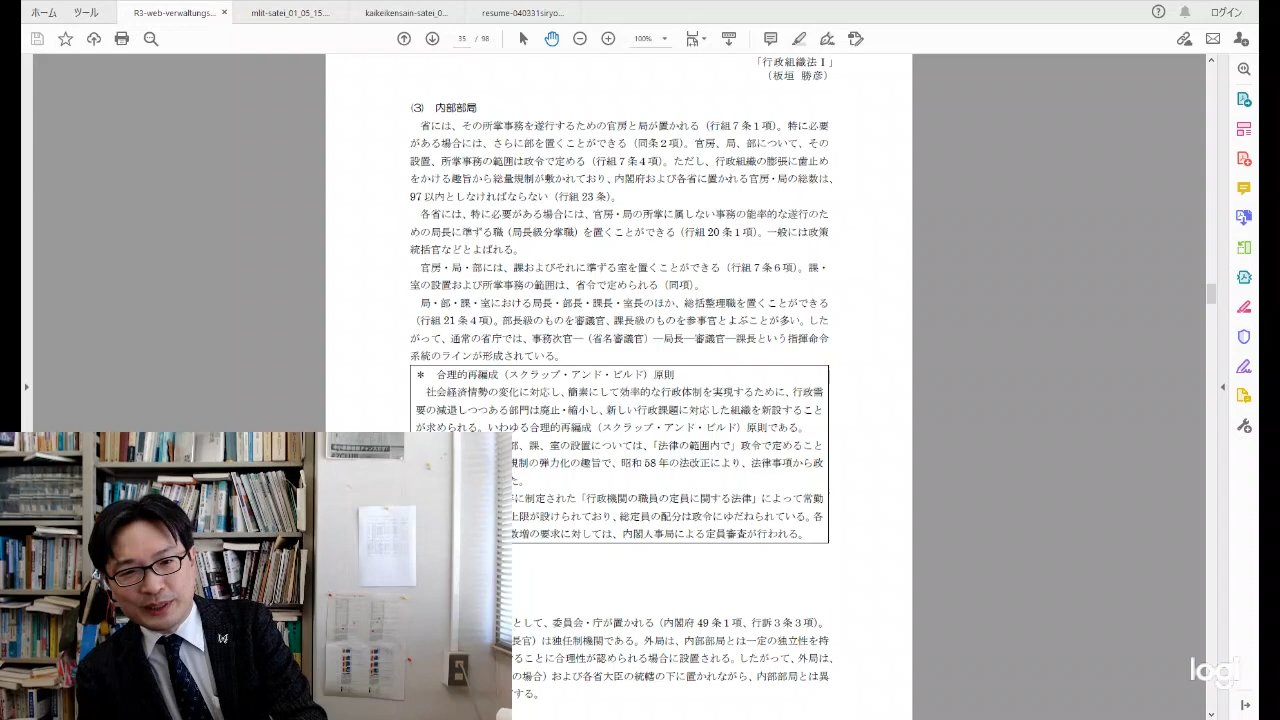 ホーム ツール R3-web-verwaltungs... × mlit-satei_01_05_15... kaikeikensain-satei_0... resume-040331siryo... ログイン
35 / 98 100%
「行政組織法Ⅰ」
（板垣 勝彦）
(3) 内部部局
省には、その所掌事務を遂行するための官房と局が置かれる（行組７条１項）。特に必要
がある場合には、さらに部を置くことができる（同条２項）。官房、局、部について、その
設置、所掌事務の範囲は政令で定める（行組７条４項）。ただし、行政組織の膨張に歯止め
をかける趣旨から総量規制が敷かれており、内閣府および各省に置かれる官房・局の総数は、
97 以内としなければならない（行組 23 条）。
各省には、特に必要がある場合には、官房・局の所掌に属しない事務の能率的な遂行のた
めの局長に準ずる職（局長級分掌職）を置くことができる（行組 20 条１項）。一般には政策
統括官などとよばれる。
官房・局・部には、課およびそれに準ずる室を置くことができる（行組７条６項）。課・
室の設置および所掌事務の範囲は、省令で定められる（同項）。
局・部・課・室における局長・部長・課長・室長のほか、総括整理職を置くことができる
（行組 21 条４項）。部長級のものを審議官、課長級のものを参事官とよぶことが多い。した
がって、通常の省庁では、事務次官―（省名審議官）―局長―審議官―課長という指揮命令
系統のラインが形成されている。
＊ 合理的再編成（スクラップ・アンド・ビルド）原則
社会経済情勢の変化に対応し、簡素にして効率的な行政体制を実現するために、行政需
要の減退しつつある部門は廃止・縮小し、新しい行政課題に対応した組織を新設すること
が求められる。いわゆる合理的再編成（スクラップ・アンド・ビルド）原則である。
部、課、室の設置については、「法律の範囲内で」政令で定めること
規制の弾力化の趣旨で、昭和 58 年の法改正により、法律事項から政
た。
に制定された「行政機関の職員の定員に関する法律」によって常勤
上限が設けられており、総定員の配分は政令にゆだねられている。各
数増の要求に対しては、内閣人事局による定員審査が行われる。
として、委員会・庁が置かれる（内閣府 49 条１項、行訴３条３項）。
長官）は独任制機関である。外局は、内部部局とは一定の独立性を持
ることに合理性が認められる場合に設置される。したがって、外局は、
の場合）および各省大臣の統轄の下に置かれながら、内部部局とは異
する。
logi